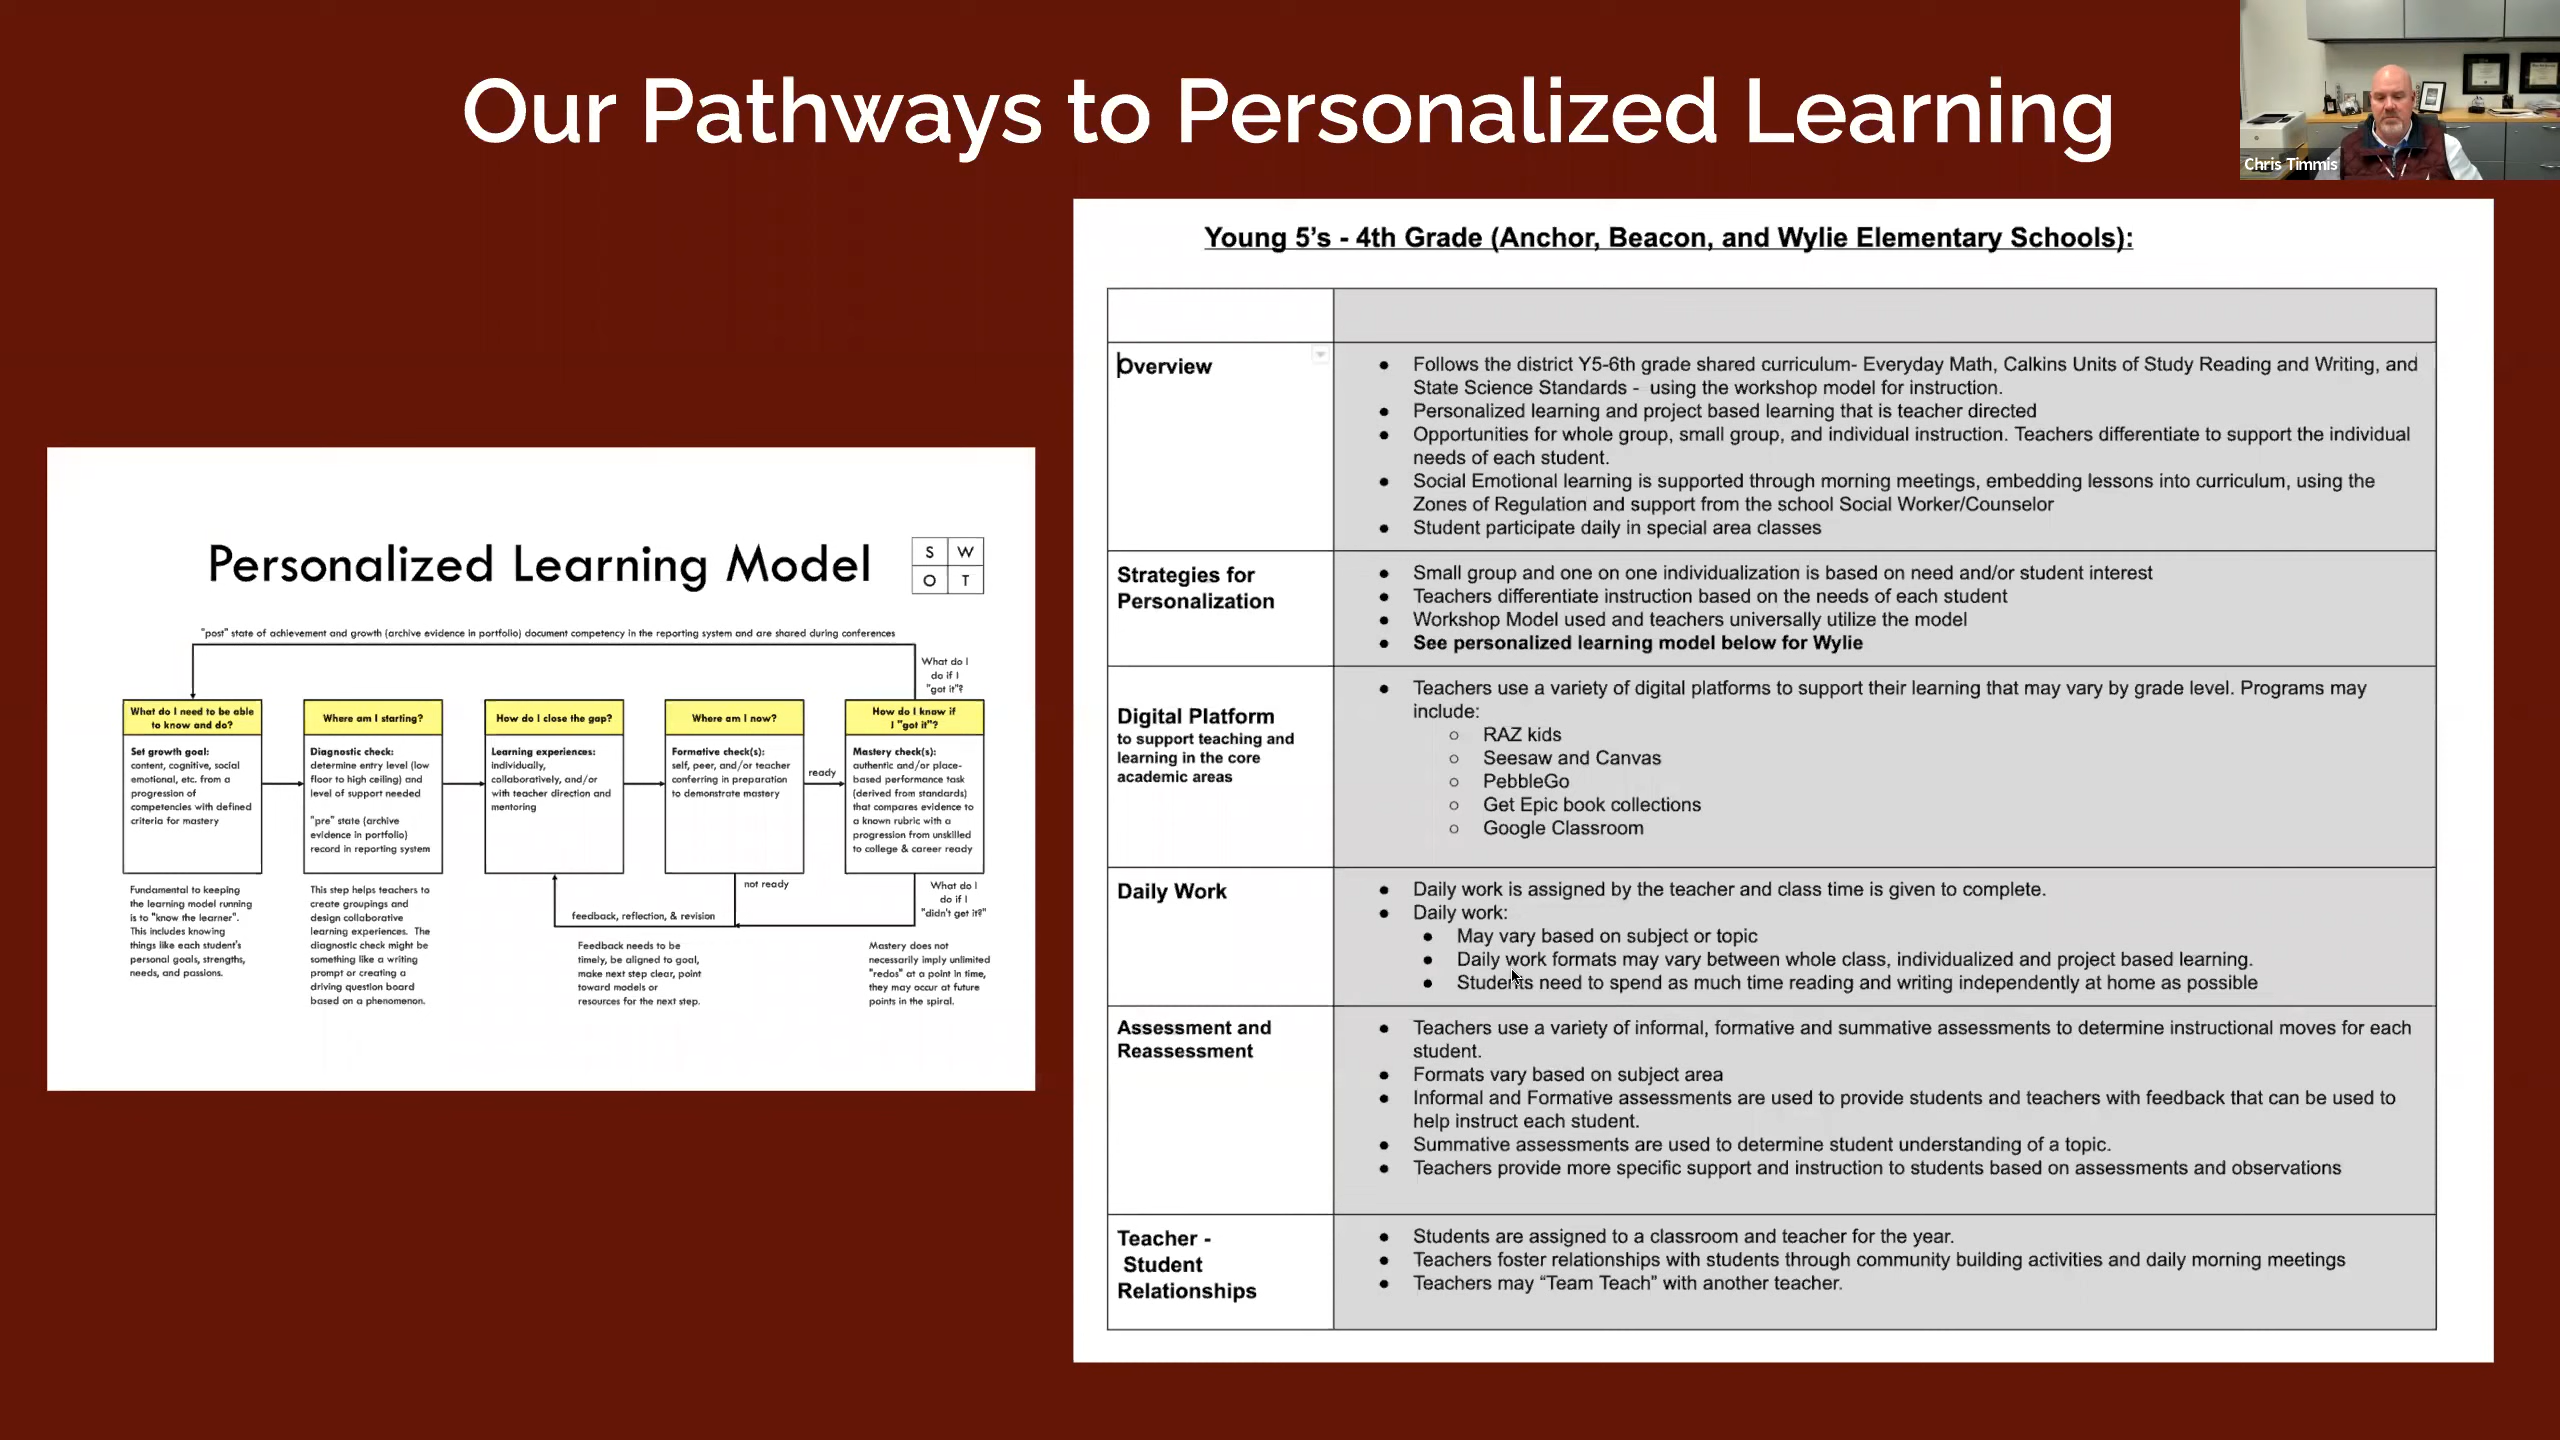 Our Pathways to Personalized Learning
Chris Timmis
Personalized Learning Model
S W
O T
"post" state of achievement and growth (archive evidence in portfolio) document competency in the reporting system and are shared during conferences
What do I
do if I
"got it"?
What do I need to be able
to know and do?
Set growth goal:
content, cognitive, social
emotional, etc. from a
progression of
competencies with defined
criteria for mastery
Fundamental to keeping
the learning model running
is to "know the learner".
This includes knowing
things like each student's
personal goals, strengths,
needs, and passions.
Where am I starting?
Diagnostic check:
determine entry level (low
floor to high ceiling) and
level of support needed
"pre" state (archive
evidence in portfolio)
record in reporting system
This step helps teachers to
create groupings and
design collaborative
learning experiences. The
diagnostic check might be
something like a writing
prompt or creating a
driving question board
based on a phenomenon.
How do I close the gap?
Learning experiences:
individually,
collaboratively, and/or
with teacher direction and
mentoring
Where am I now?
Formative check(s):
self, peer, and/or teacher
conferring in preparation
to demonstrate mastery
ready
not ready
feedback, reflection, & revision
Feedback needs to be
timely, be aligned to goal,
make next step clear, point
toward models or
resources for the next step.
How do I know if
I "got it"?
Mastery check(s):
authentic and/or place-
based performance task
(derived from standards)
that compares evidence to
a known rubric with a
progression from unskilled
to college & career ready
What do I
do if I
"didn't get it?"
Mastery does not
necessarily imply unlimited
"redos" at a point in time,
they may occur at future
points in the spiral.
Young 5's - 4th Grade (Anchor, Beacon, and Wylie Elementary Schools):
Overview
● Follows the district Y5-6th grade shared curriculum- Everyday Math, Calkins Units of Study Reading and Writing, and
State Science Standards - using the workshop model for instruction.
● Personalized learning and project based learning that is teacher directed
● Opportunities for whole group, small group, and individual instruction. Teachers differentiate to support the individual
needs of each student.
● Social Emotional learning is supported through morning meetings, embedding lessons into curriculum, using the
Zones of Regulation and support from the school Social Worker/Counselor
● Student participate daily in special area classes
Strategies for
Personalization
● Small group and one on one individualization is based on need and/or student interest
● Teachers differentiate instruction based on the needs of each student
● Workshop Model used and teachers universally utilize the model
● See personalized learning model below for Wylie
Digital Platform
to support teaching and
learning in the core
academic areas
● Teachers use a variety of digital platforms to support their learning that may vary by grade level. Programs may
include:
○ RAZ kids
○ Seesaw and Canvas
○ PebbleGo
○ Get Epic book collections
○ Google Classroom
Daily Work
● Daily work is assigned by the teacher and class time is given to complete.
● Daily work:
● May vary based on subject or topic
● Daily work formats may vary between whole class, individualized and project based learning.
● Students need to spend as much time reading and writing independently at home as possible
Assessment and
Reassessment
● Teachers use a variety of informal, formative and summative assessments to determine instructional moves for each
student.
● Formats vary based on subject area
● Informal and Formative assessments are used to provide students and teachers with feedback that can be used to
help instruct each student.
● Summative assessments are used to determine student understanding of a topic.
● Teachers provide more specific support and instruction to students based on assessments and observations
Teacher -
Student
Relationships
● Students are assigned to a classroom and teacher for the year.
● Teachers foster relationships with students through community building activities and daily morning meetings
● Teachers may “Team Teach” with another teacher.